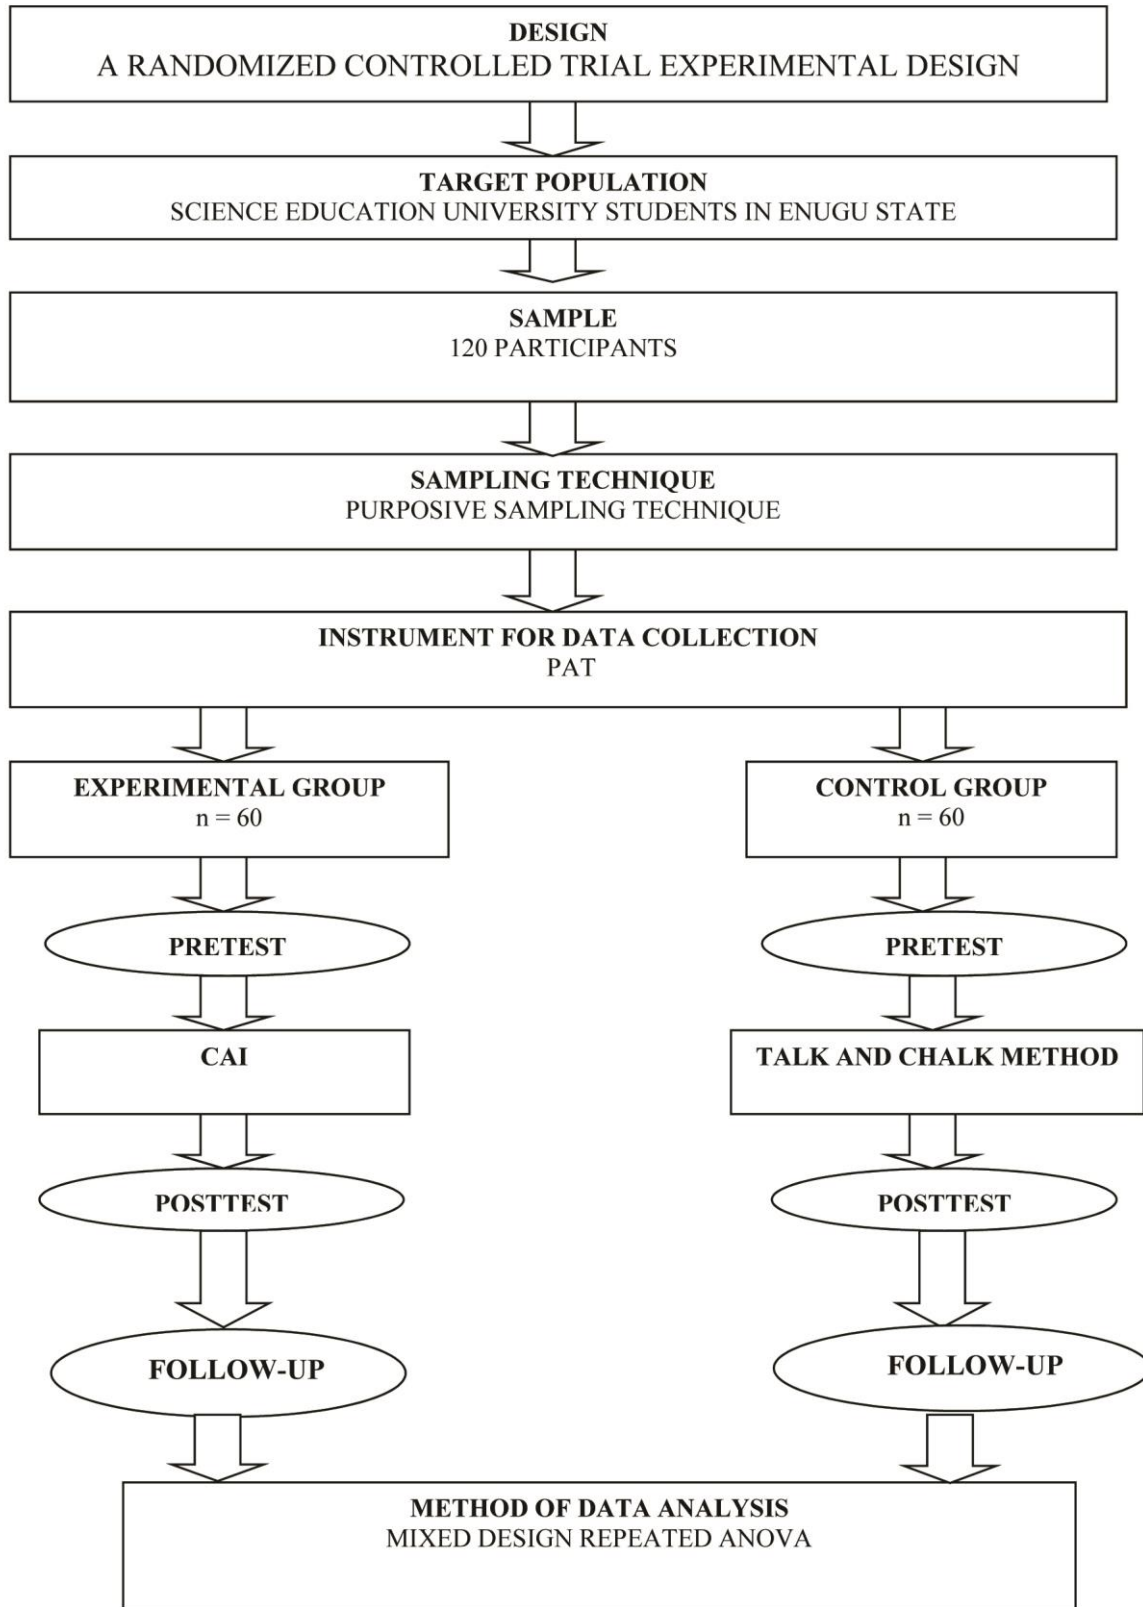 DESIGN
A RANDOMIZED CONTROLLED TRIAL EXPERIMENTAL DESIGN
TARGET POPULATION
SCIENCE EDUCATION UNIVERSITY STUDENTS IN ENUGU STATE
SAMPLE
120 PARTICIPANTS
SAMPLING TECHNIQUE
PURPOSIVE SAMPLING TECHNIQUE
INSTRUMENT FOR DATA COLLECTION
PAT
EXPERIMENTAL GROUP
n = 60
CONTROL GROUP
n = 60
PRETEST
PRETEST
CAI
TALK AND CHALK METHOD
POSTTEST
POSTTEST
FOLLOW-UP
FOLLOW-UP
METHOD OF DATA ANALYSIS
MIXED DESIGN REPEATED ANOVA